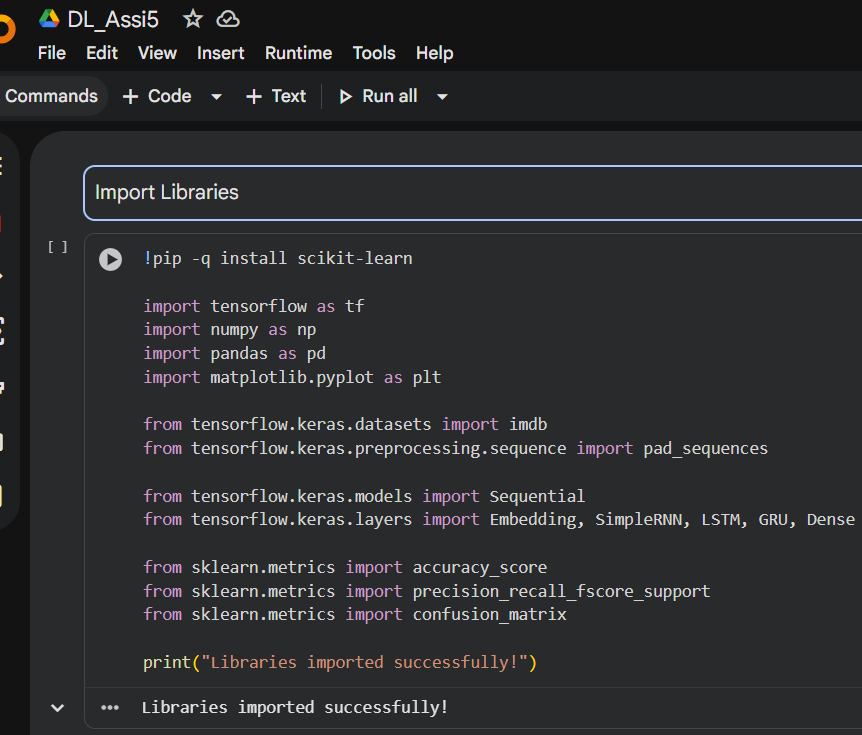 DL_Assi5
File Edit View Insert Runtime Tools Help
Commands + Code + Text Run all
Import Libraries
[ ]
!pip -q install scikit-learn
import tensorflow as tf
import numpy as np
import pandas as pd
import matplotlib.pyplot as plt
from tensorflow.keras.datasets import imdb
from tensorflow.keras.preprocessing.sequence import pad_sequences
from tensorflow.keras.models import Sequential
from tensorflow.keras.layers import Embedding, SimpleRNN, LSTM, GRU, Dense
from sklearn.metrics import accuracy_score
from sklearn.metrics import precision_recall_fscore_support
from sklearn.metrics import confusion_matrix
print("Libraries imported successfully!")
Libraries imported successfully!